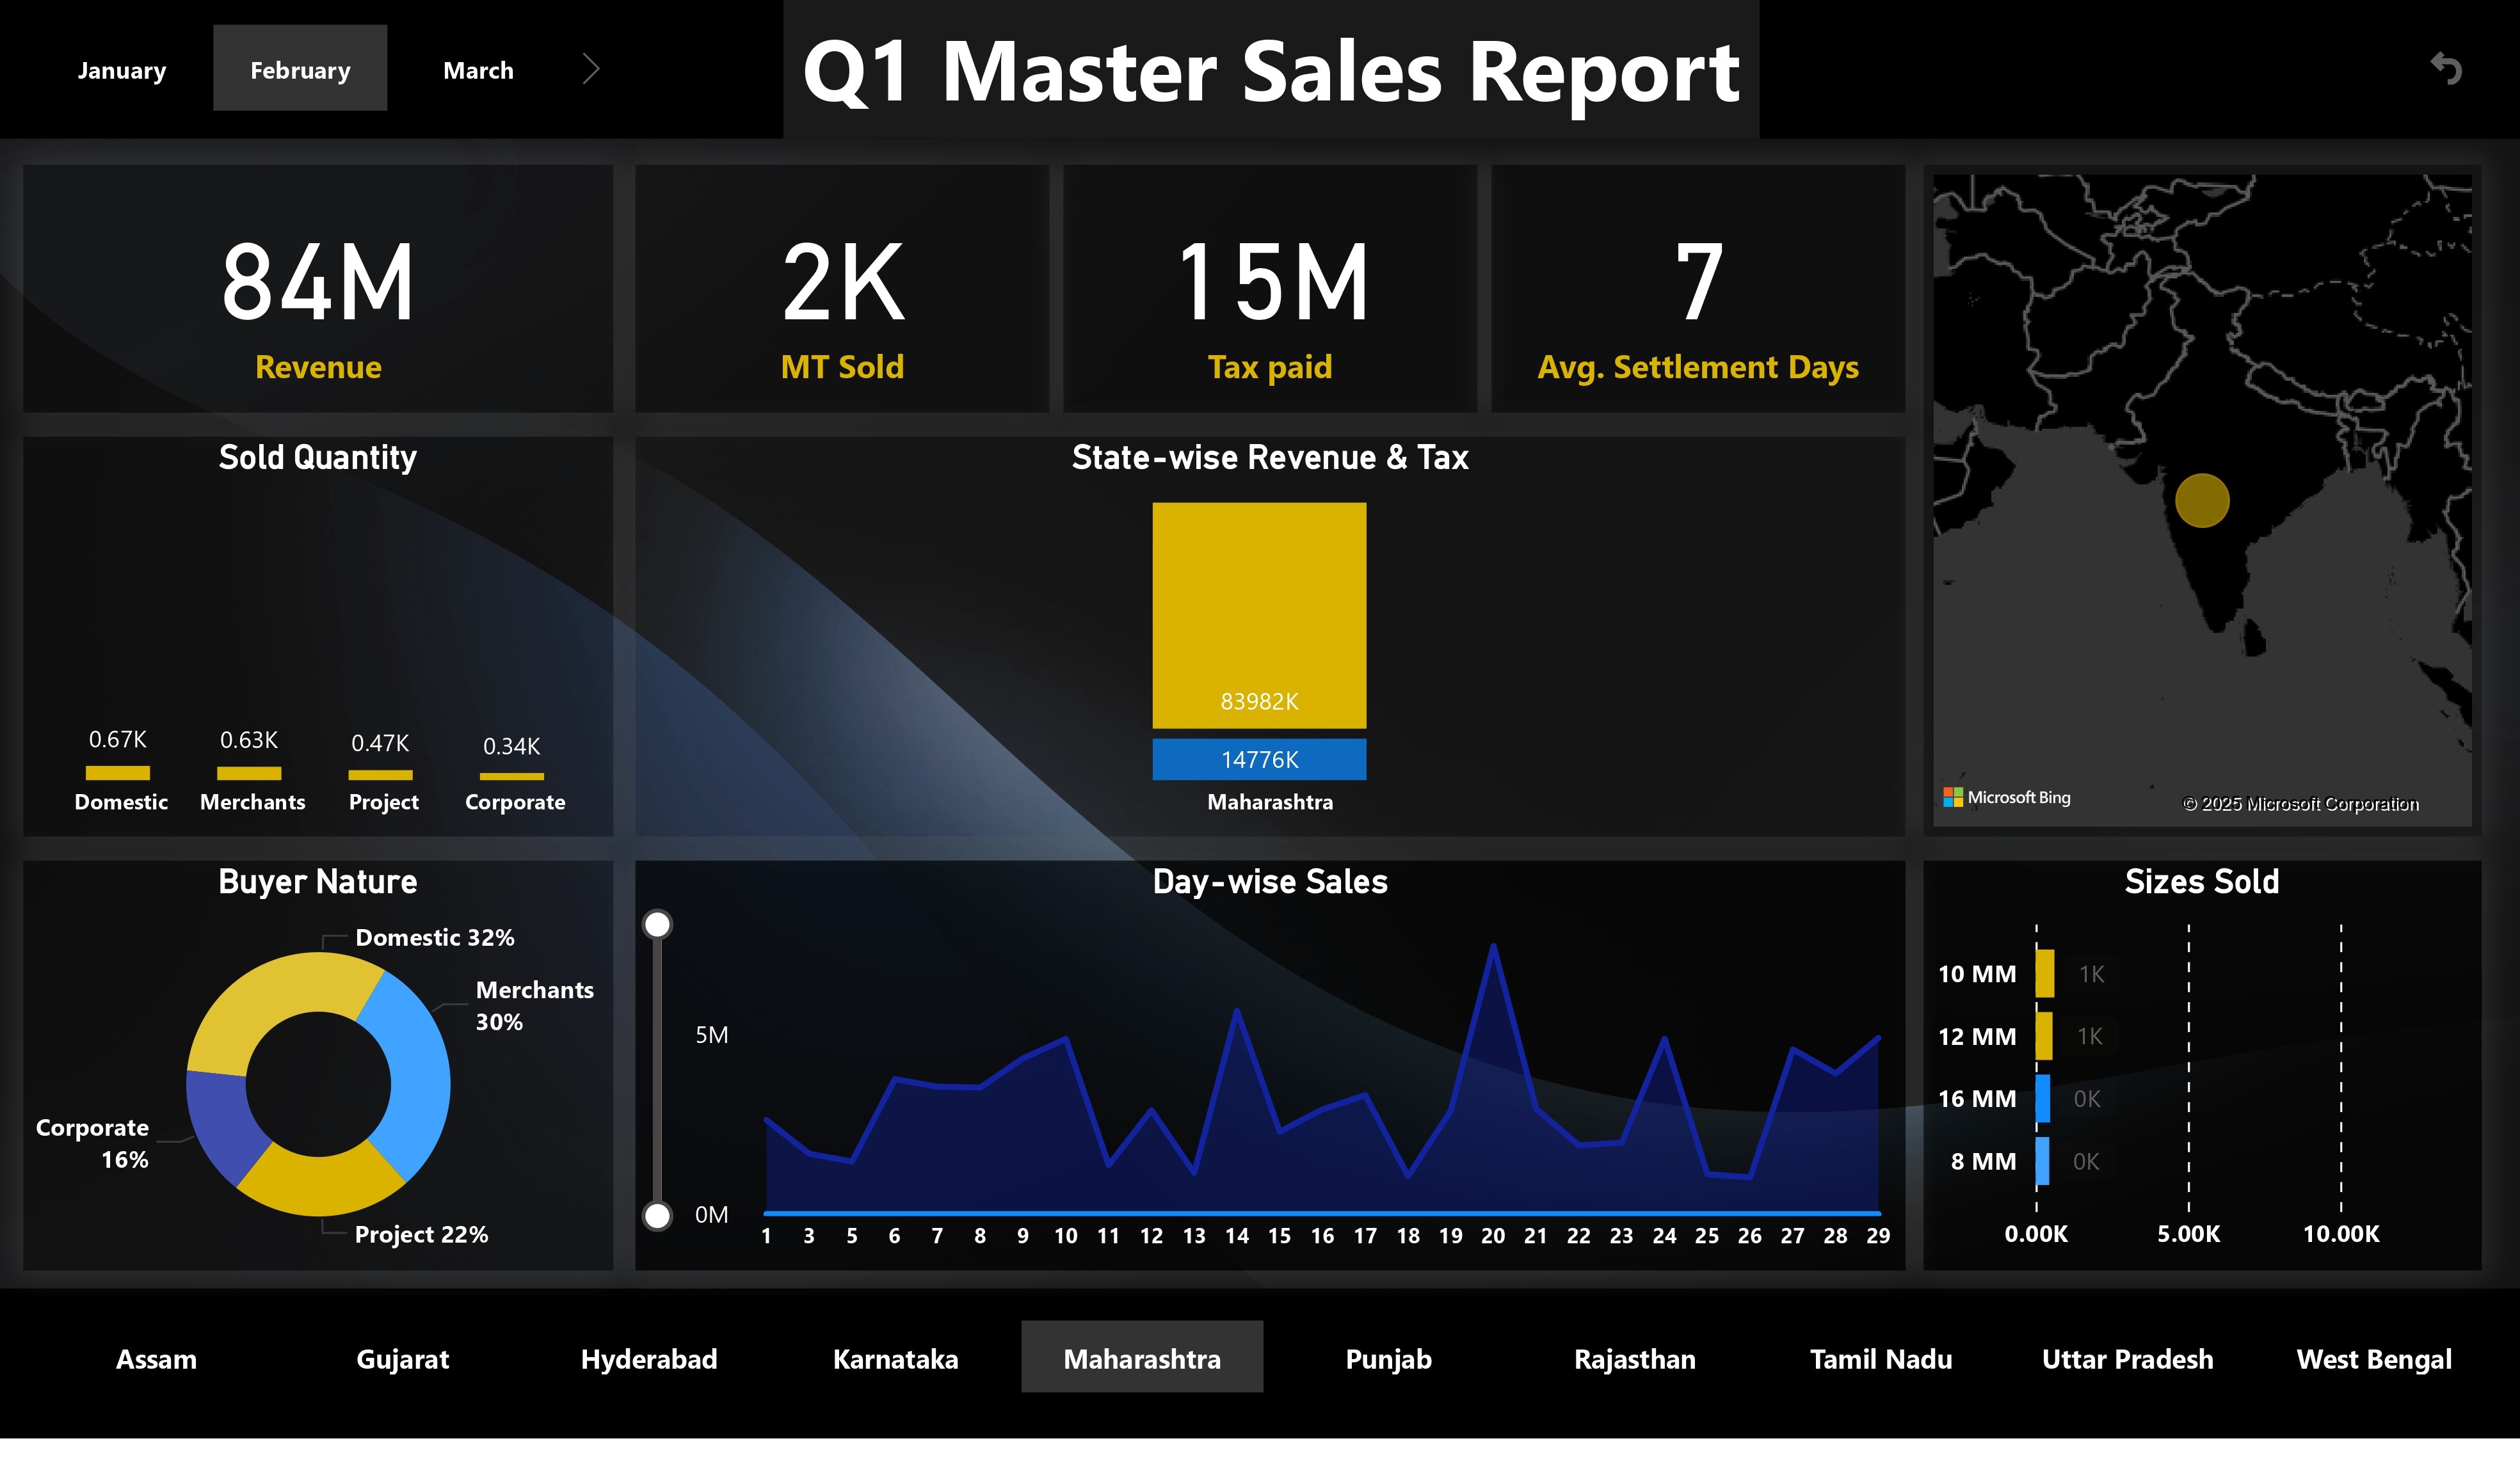 January
February
March
Q1 Master Sales Report
84M
Revenue
2K
MT Sold
15M
Tax paid
7
Avg. Settlement Days
Sold Quantity
0.67K
0.63K
0.47K
0.34K
Domestic
Merchants
Project
Corporate
State-wise Revenue & Tax
83982K
14776K
Maharashtra
Microsoft Bing
© 2025 Microsoft Corporation
Buyer Nature
Domestic 32%
Merchants
30%
Corporate
16%
Project 22%
Day-wise Sales
5M
0M
1 3 5 6 7 8 9 10 11 12 13 14 15 16 17 18 19 20 21 22 23 24 25 26 27 28 29
Sizes Sold
10 MM 1K
12 MM 1K
16 MM 0K
8 MM 0K
0.00K 5.00K 10.00K
Assam
Gujarat
Hyderabad
Karnataka
Maharashtra
Punjab
Rajasthan
Tamil Nadu
Uttar Pradesh
West Bengal